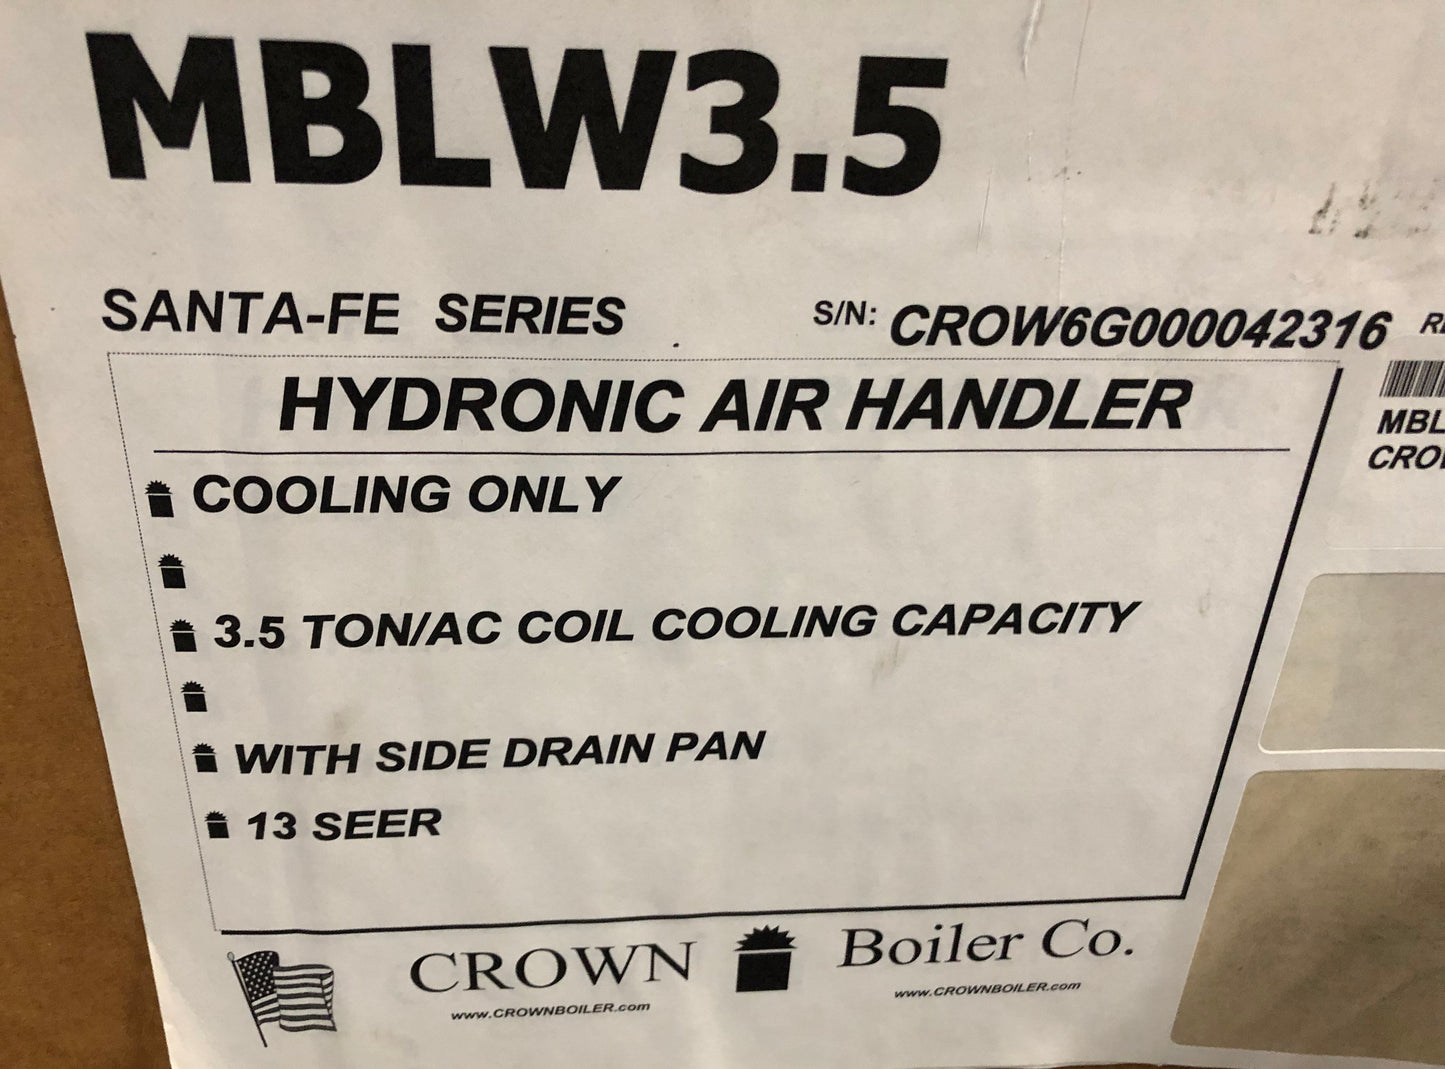 MBLW3.5
SANTA-FE SERIES
S/N: CROW6G000042316
HYDRONIC AIR HANDLER
COOLING ONLY
3.5 TON/AC COIL COOLING CAPACITY
WITH SIDE DRAIN PAN
13 SEER
CROWN Boiler Co.
www.CROWNBOILER.com
www.CROWNBOILER.com